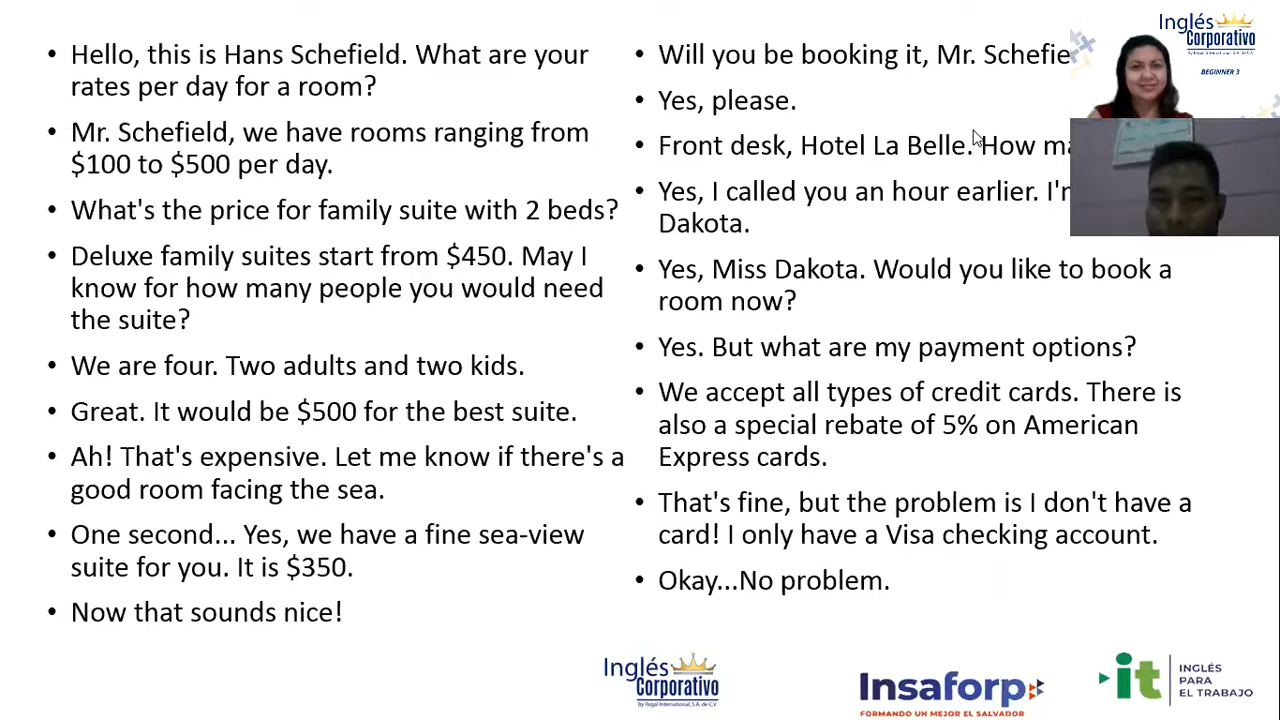 • Hello, this is Hans Schefield. What are your
rates per day for a room?
• Mr. Schefield, we have rooms ranging from
$100 to $500 per day.
• What's the price for family suite with 2 beds?
• Deluxe family suites start from $450. May I
know for how many people you would need
the suite?
• We are four. Two adults and two kids.
• Great. It would be $500 for the best suite.
• Ah! That's expensive. Let me know if there's a
good room facing the sea.
• One second... Yes, we have a fine sea-view
suite for you. It is $350.
• Now that sounds nice!
• Will you be booking it, Mr.
• Yes, please.
• Front desk, Hotel La Belle. How
• Yes, I called you an hour earlier.
Dakota.
• Yes, Miss Dakota. Would you like to book a
room now?
• Yes. But what are my payment options?
• We accept all types of credit cards. There is
also a special rebate of 5% on American
Express cards.
• That's fine, but the problem is I don't have a
card! I only have a Visa checking account.
• Okay...No problem.
Inglés
Corporativo
By Regal International, S.A. de C.V.
BEGINNER 3
Inglés
Corporativo
By Regal International, S.A. de C.V.
Insaforp
FORMANDO UN MEJOR EL SALVADOR
it
INGLÉS
PARA
EL TRABAJO